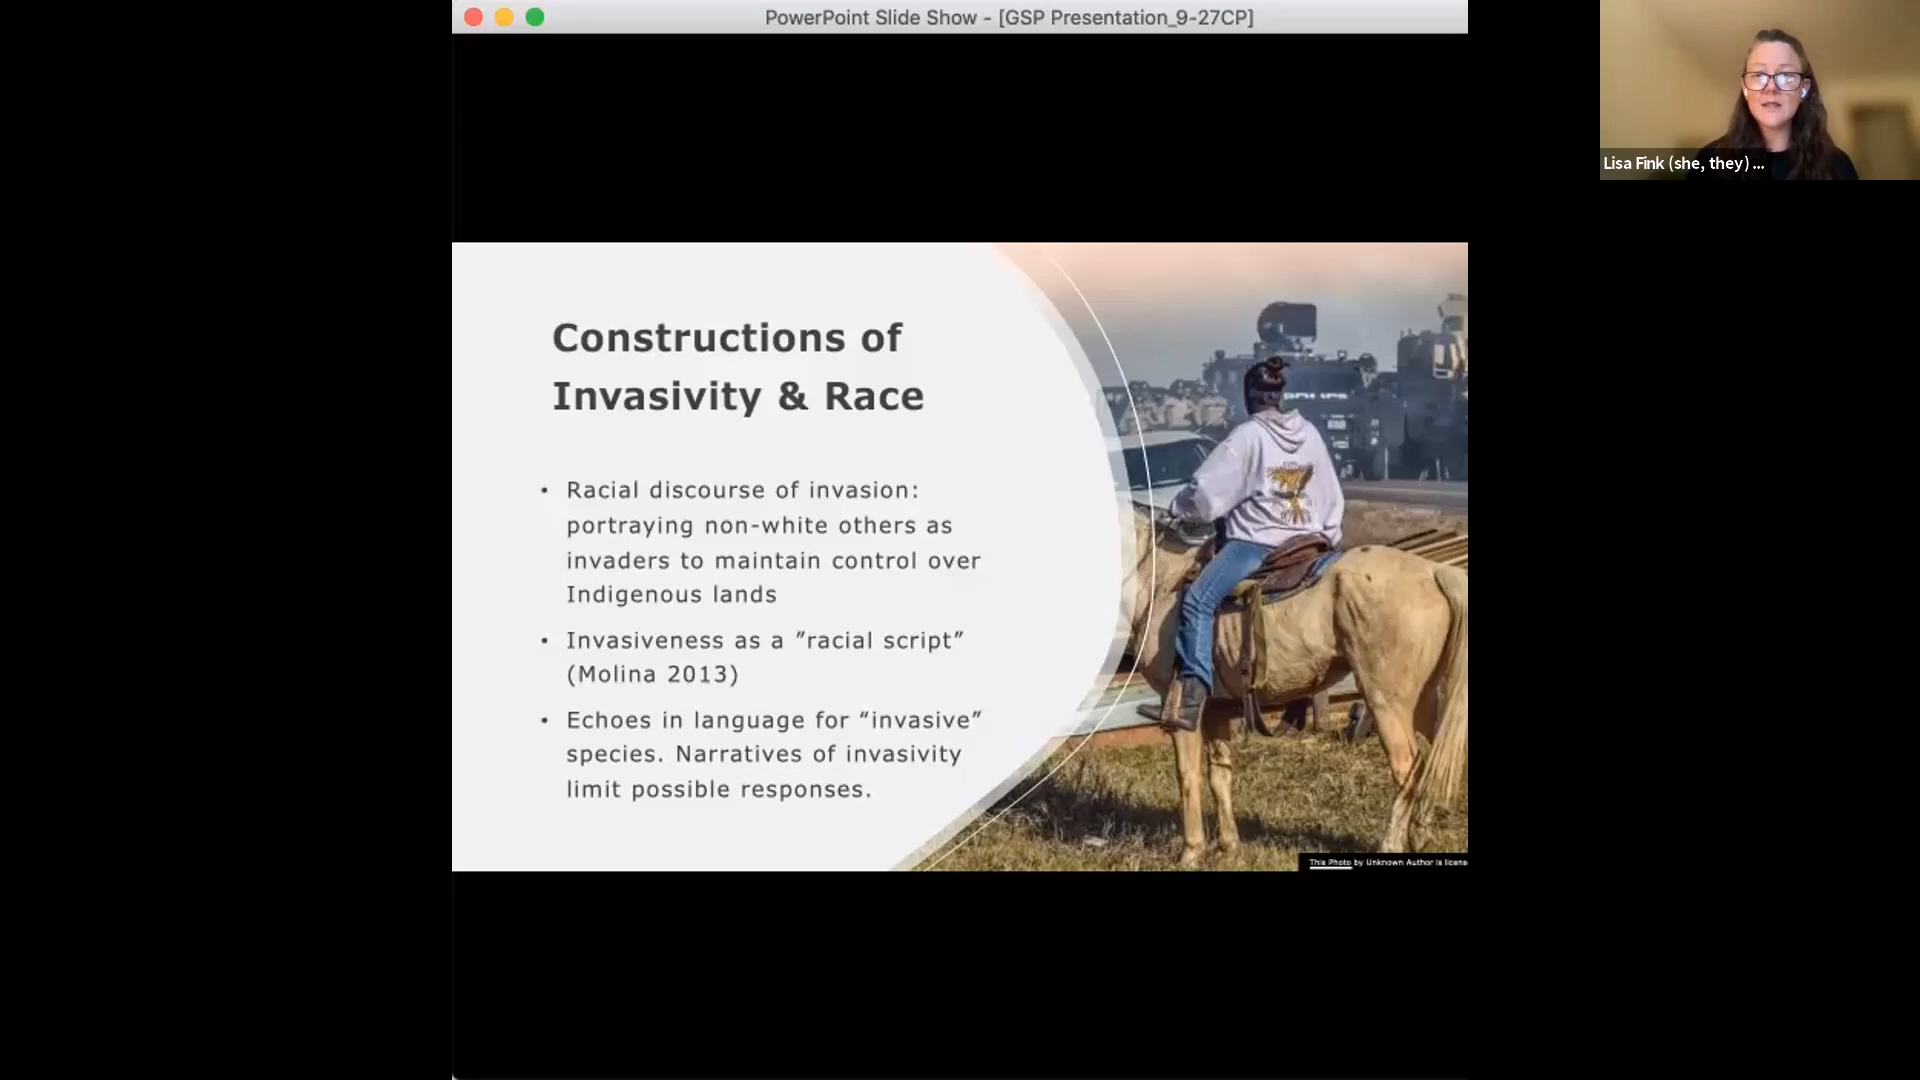 PowerPoint Slide Show - [GSP Presentation_9-27CP]
Lisa Fink (she, they) ...
Constructions of
Invasivity & Race
• Racial discourse of invasion:
portraying non-white others as
invaders to maintain control over
Indigenous lands
• Invasiveness as a ”racial script”
(Molina 2013)
• Echoes in language for “invasive”
species. Narratives of invasivity
limit possible responses.
POLICE
This Photo by Unknown Author is license